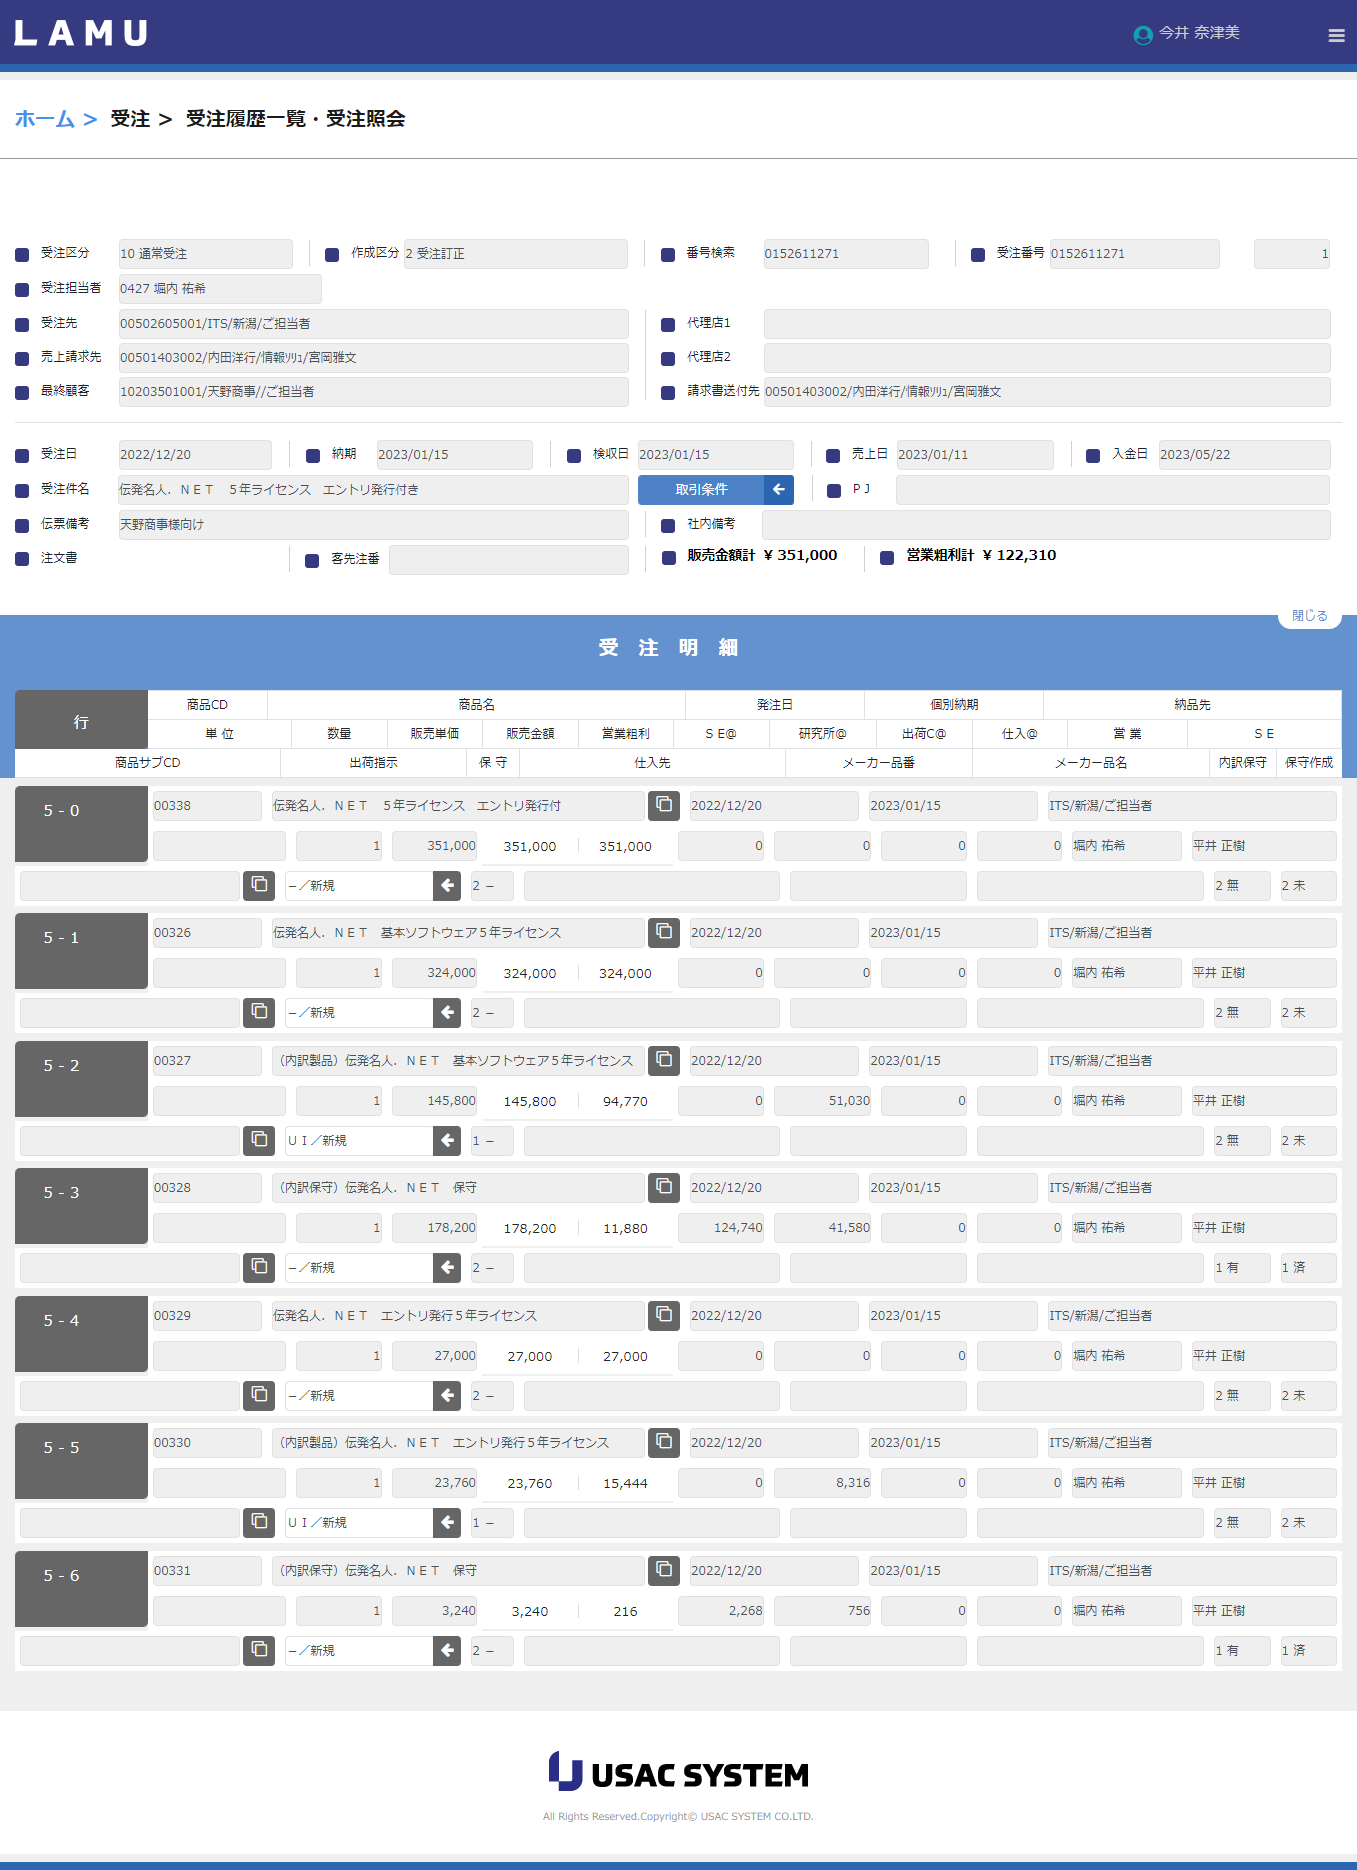 LAMU
今井 奈津美
ホーム > 受注 > 受注履歴一覧・受注照会
受注区分 10 通常受注 作成区分 2 受注訂正 番号検索 0152611271 受注番号 0152611271 1
受注担当者 0427 堀内 祐希
受注先 00502605001/ITS/新潟/ご担当者 代理店1
売上請求先 00501403002/内田洋行/情報ｿﾘｭ/宮岡雅文 代理店2
最終顧客 10203501001/天野商事//ご担当者 請求書送付先 00501403002/内田洋行/情報ｿﾘｭ/宮岡雅文
受注日 2022/12/20 納期 2023/01/15 検収日 2023/01/15 売上日 2023/01/11 入金日 2023/05/22
受注件名 伝発名人．ＮＥＴ　５年ライセンス　エントリ発行付き 取引条件 ＰＪ
伝票備考 天野商事様向け 社内備考
注文書 客先注番 販売金額計 ¥ 351,000 営業粗利計 ¥ 122,310
閉じる
受 注 明 細
行 商品CD 商品名 発注日 個別納期 納品先
単 位 数量 販売単価 販売金額 営業粗利 ＳＥ@ 研究所@ 出荷C@ 仕入@ 営 業 ＳＥ
商品サブCD 出荷指示 保 守 仕入先 メーカー品番 メーカー品名 内訳保守 保守作成
5 - 0 00338 伝発名人．ＮＥＴ　５年ライセンス　エントリ発行付 2022/12/20 2023/01/15 ITS/新潟/ご担当者
1 351,000 351,000 351,000 0 0 0 0 堀内 祐希 平井 正樹
－／新規 2 － 2 無 2 未
5 - 1 00326 伝発名人．ＮＥＴ　基本ソフトウェア５年ライセンス 2022/12/20 2023/01/15 ITS/新潟/ご担当者
1 324,000 324,000 324,000 0 0 0 0 堀内 祐希 平井 正樹
－／新規 2 － 2 無 2 未
5 - 2 00327 （内訳製品）伝発名人．ＮＥＴ　基本ソフトウェア５年ライセンス 2022/12/20 2023/01/15 ITS/新潟/ご担当者
1 145,800 145,800 94,770 0 51,030 0 0 堀内 祐希 平井 正樹
ＵＩ／新規 1 － 2 無 2 未
5 - 3 00328 （内訳保守）伝発名人．ＮＥＴ　保守 2022/12/20 2023/01/15 ITS/新潟/ご担当者
1 178,200 178,200 11,880 124,740 41,580 0 0 堀内 祐希 平井 正樹
－／新規 2 － 1 有 1 済
5 - 4 00329 伝発名人．ＮＥＴ　エントリ発行５年ライセンス 2022/12/20 2023/01/15 ITS/新潟/ご担当者
1 27,000 27,000 27,000 0 0 0 0 堀内 祐希 平井 正樹
－／新規 2 － 2 無 2 未
5 - 5 00330 （内訳製品）伝発名人．ＮＥＴ　エントリ発行５年ライセンス 2022/12/20 2023/01/15 ITS/新潟/ご担当者
1 23,760 23,760 15,444 0 8,316 0 0 堀内 祐希 平井 正樹
ＵＩ／新規 1 － 2 無 2 未
5 - 6 00331 （内訳保守）伝発名人．ＮＥＴ　保守 2022/12/20 2023/01/15 ITS/新潟/ご担当者
1 3,240 3,240 216 2,268 756 0 0 堀内 祐希 平井 正樹
－／新規 2 － 1 有 1 済
USAC SYSTEM
All Rights Reserved.Copyright© USAC SYSTEM CO.LTD.